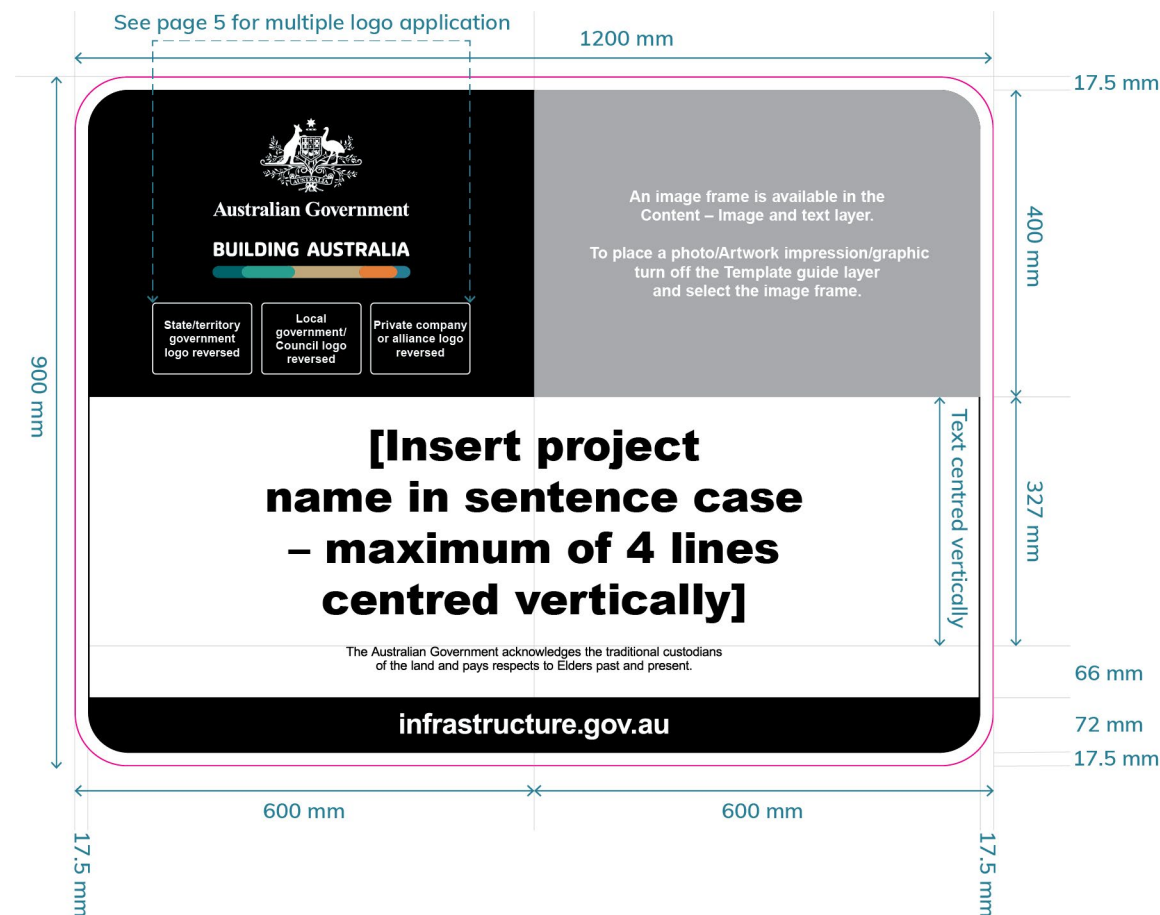 See page 5 for multiple logo application
1200 mm
17.5 mm
AUSTRALIA
Australian Government
BUILDING AUSTRALIA
State/territory
government
logo reversed
Local
government/
Council logo
reversed
Private company
or alliance logo
reversed
An image frame is available in the
Content – Image and text layer.
To place a photo/Artwork impression/graphic
turn off the Template guide layer
and select the image frame.
400 mm
900 mm
[Insert project
name in sentence case
– maximum of 4 lines
centred vertically]
Text centred vertically
327 mm
The Australian Government acknowledges the traditional custodians
of the land and pays respects to Elders past and present.
66 mm
infrastructure.gov.au
72 mm
17.5 mm
600 mm
600 mm
17.5 mm
17.5 mm